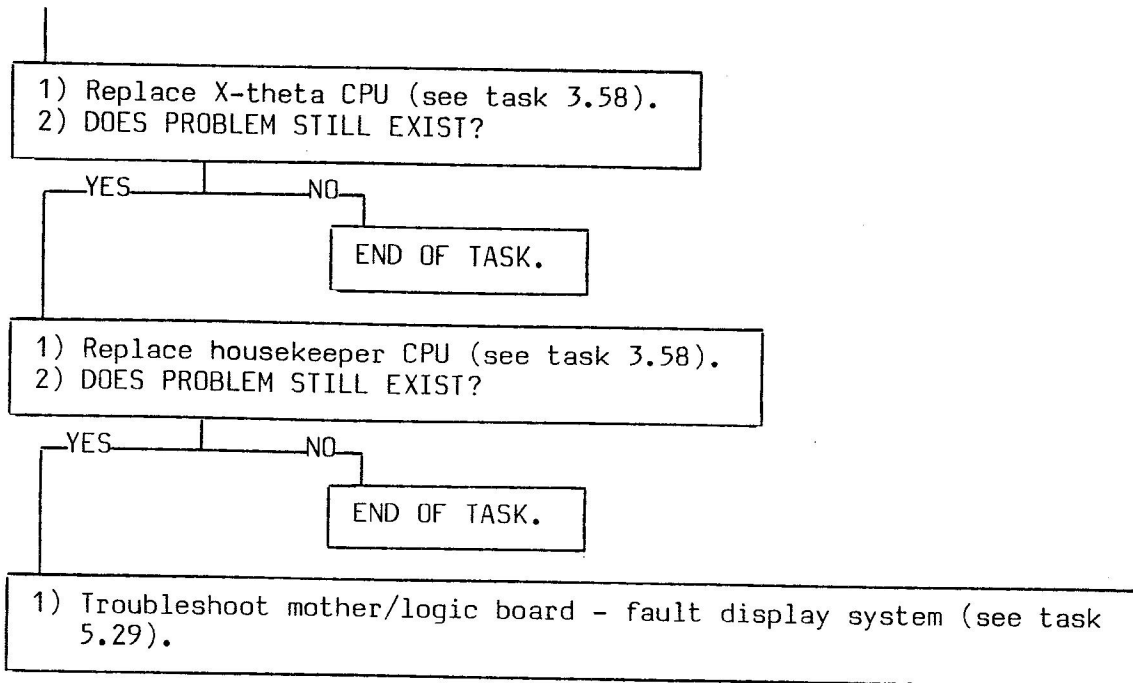 1) Replace X-theta CPU (see task 3.58).
2) DOES PROBLEM STILL EXIST?
YES
NO
END OF TASK.
1) Replace housekeeper CPU (see task 3.58).
2) DOES PROBLEM STILL EXIST?
YES
NO
END OF TASK.
1) Troubleshoot mother/logic board - fault display system (see task
5.29).